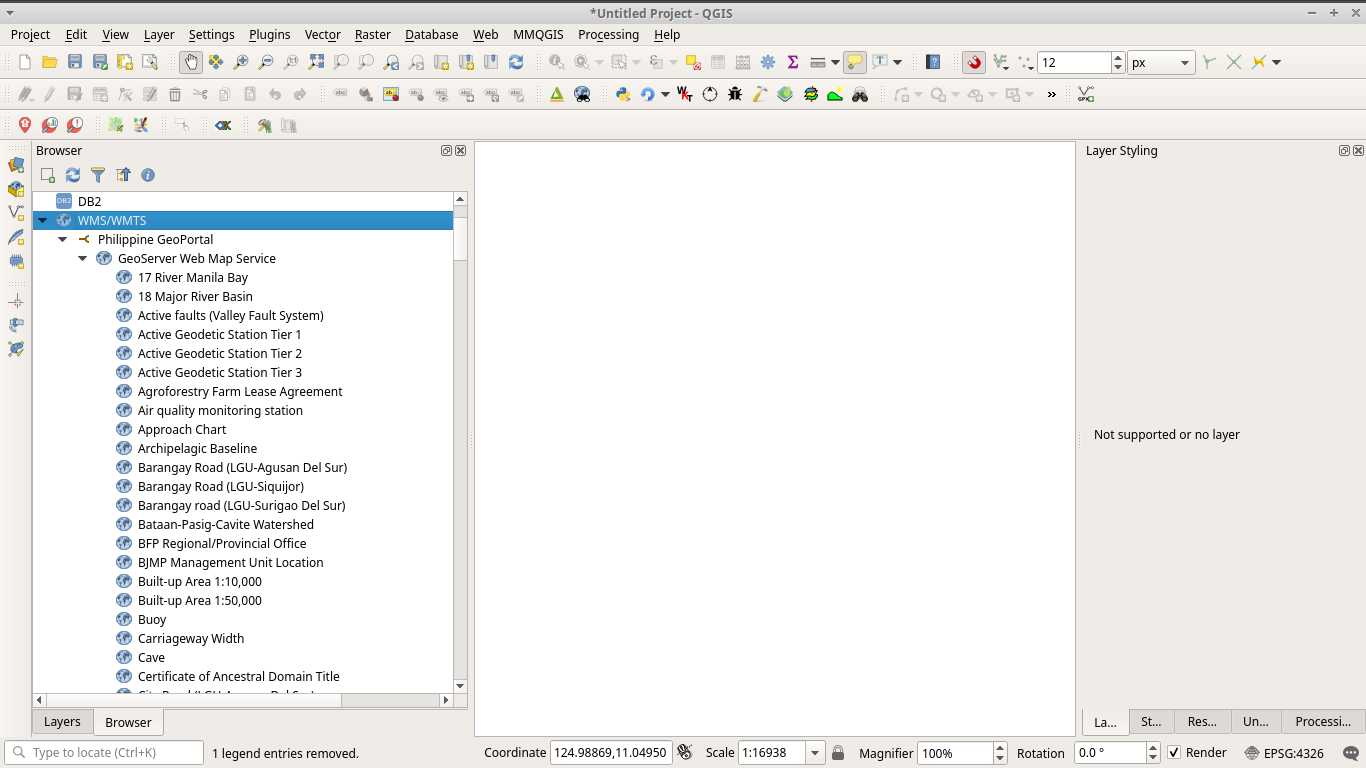 *Untitled Project - QGIS
Project Edit View Layer Settings Plugins Vector Raster Database Web MMQGIS Processing Help
12 px
Browser
Layer Styling
DB2 DB2
WMS/WMTS
Philippine GeoPortal
GeoServer Web Map Service
17 River Manila Bay
18 Major River Basin
Active faults (Valley Fault System)
Active Geodetic Station Tier 1
Active Geodetic Station Tier 2
Active Geodetic Station Tier 3
Agroforestry Farm Lease Agreement
Air quality monitoring station
Approach Chart
Not supported or no layer
Archipelagic Baseline
Barangay Road (LGU-Agusan Del Sur)
Barangay Road (LGU-Siquijor)
Barangay road (LGU-Surigao Del Sur)
Bataan-Pasig-Cavite Watershed
BFP Regional/Provincial Office
BJMP Management Unit Location
Built-up Area 1:10,000
Built-up Area 1:50,000
Buoy
Carriageway Width
Cave
Certificate of Ancestral Domain Title
Layers Browser
La... St... Res... Un... Processi...
Type to locate (Ctrl+K) 1 legend entries removed. Coordinate 124.98869,11.04950 Scale 1:16938 Magnifier 100% Rotation 0.0 ° Render EPSG:4326